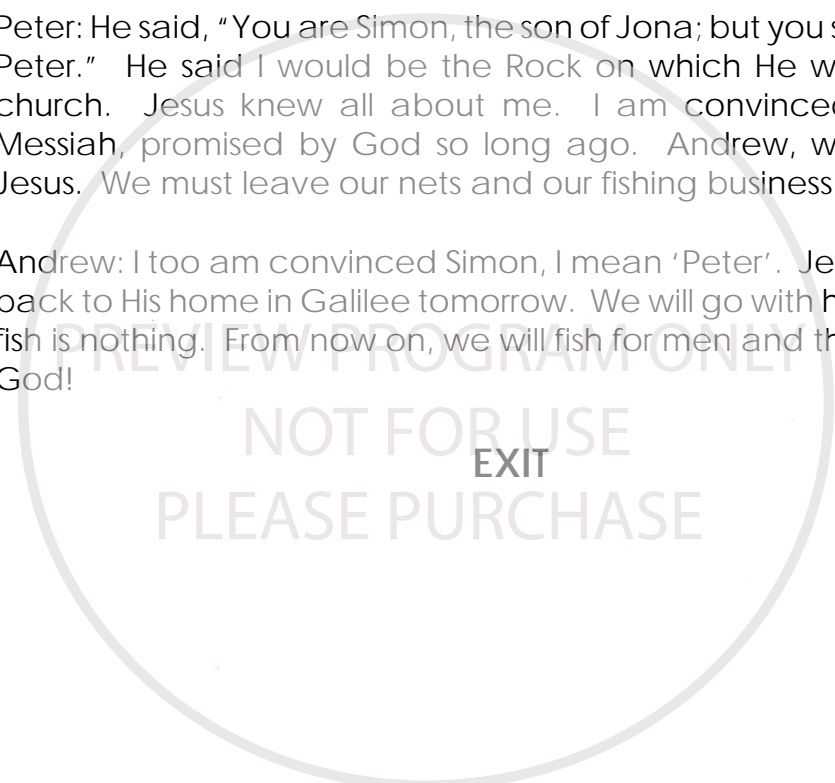 Peter: He said, “You are Simon, the son of Jona; but you s
Peter.” He said I would be the Rock on which He w
church. Jesus knew all about me. I am convinced
Messiah, promised by God so long ago. Andrew, w
Jesus. We must leave our nets and our fishing business
Andrew: I too am convinced Simon, I mean ‘Peter’. Je
back to His home in Galilee tomorrow. We will go with h
fish is nothing. From now on, we will fish for men and th
PREVIEW PROGRAM ONLY
God!
NOT FOR USE
EXIT
PLEASE PURCHASE